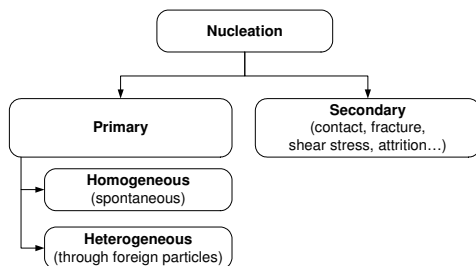 Nucleation
Primary
Secondary
(contact, fracture,
shear stress, attrition…)
Homogeneous
(spontaneous)
Heterogeneous
(through foreign particles)